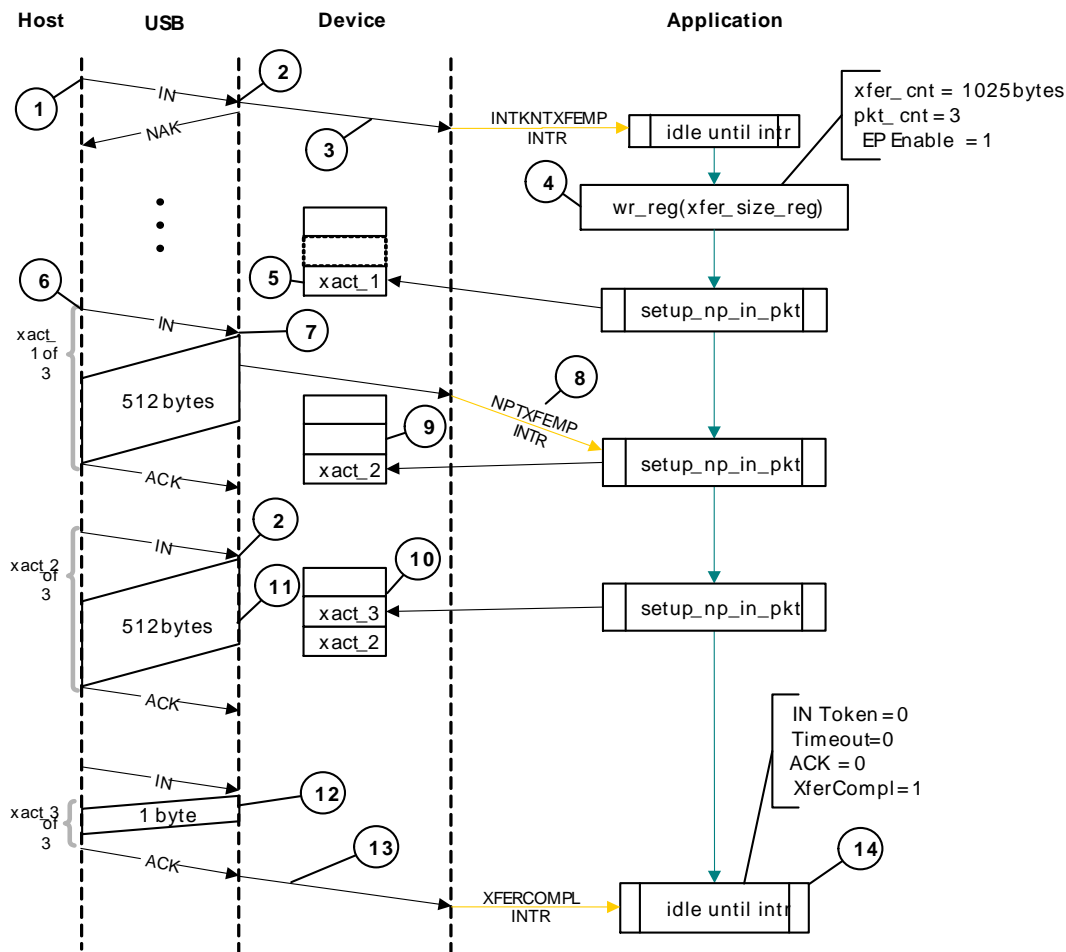 Host USB Device Application
1
IN
2
NAK
3
INTKNTXFEMP
INTR
idle until intr
xfer_cnt = 1025bytes
pkt_cnt = 3
EP Enable = 1
4
wr_reg(xfer_size_reg)
5
xact_1
setup_np_in_pkt
6
IN
7
xact_
1 of
3
512 bytes
8
NPTXFEMP
INTR
9
xact_2
setup_np_in_pkt
ACK
2
IN
xact_2
of
3
512 bytes
11
10
xact_3
xact_2
setup_np_in_pkt
ACK
IN Token = 0
Timeout=0
ACK = 0
XferCompl = 1
IN
12
xact_3
of
3
1 byte
ACK
13
XFERCOMPL
INTR
idle until intr
14